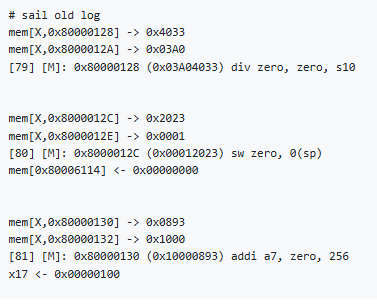 # sail old log
mem[X,0x80000128] -> 0x4033
mem[X,0x8000012A] -> 0x03A0
[79] [M]: 0x80000128 (0x03A04033) div zero, zero, s10
mem[X,0x8000012C] -> 0x2023
mem[X,0x8000012E] -> 0x0001
[80] [M]: 0x8000012C (0x00012023) sw zero, 0(sp)
mem[0x80006114] <- 0x00000000
mem[X,0x80000130] -> 0x0893
mem[X,0x80000132] -> 0x1000
[81] [M]: 0x80000130 (0x10000893) addi a7, zero, 256
x17 <- 0x00000100